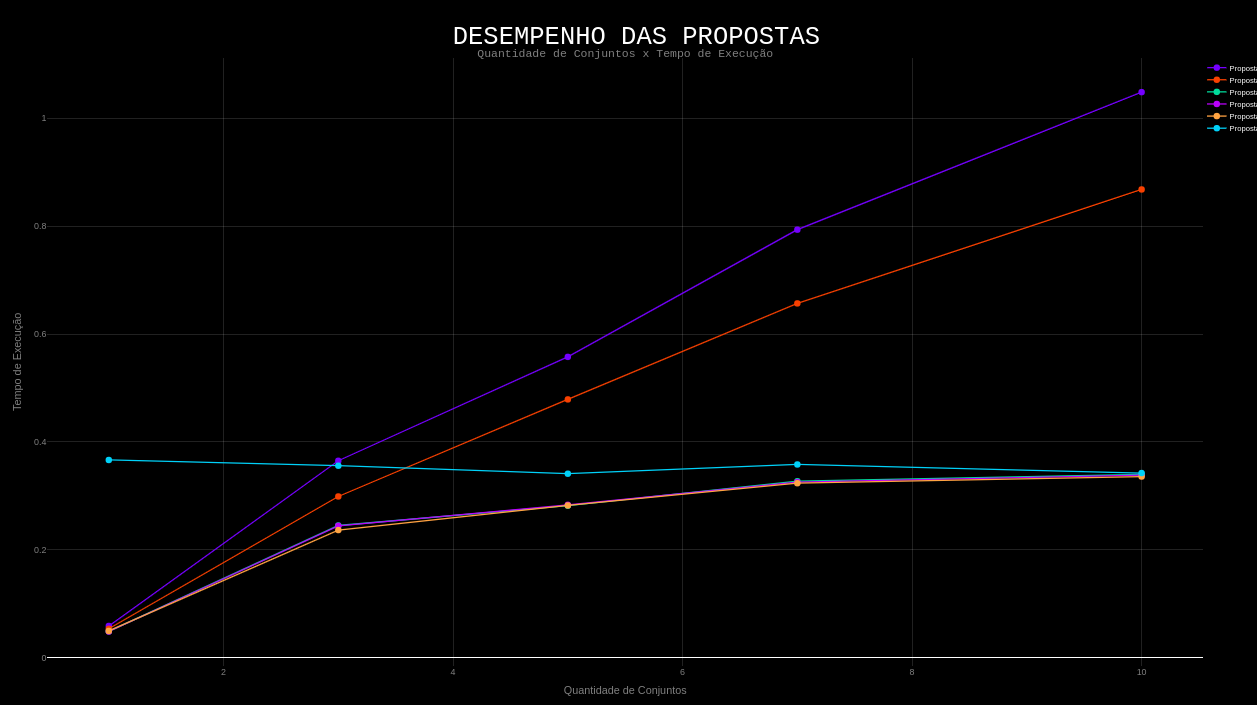 DESEMPENHO DAS PROPOSTAS
Quantidade de Conjuntos x Tempo de Execução
Proposta
Proposta
Proposta
Proposta
Proposta
Proposta
1
0.8
0.6
0.4
0.2
0
Tempo de Execução
2
4
6
8
10
Quantidade de Conjuntos